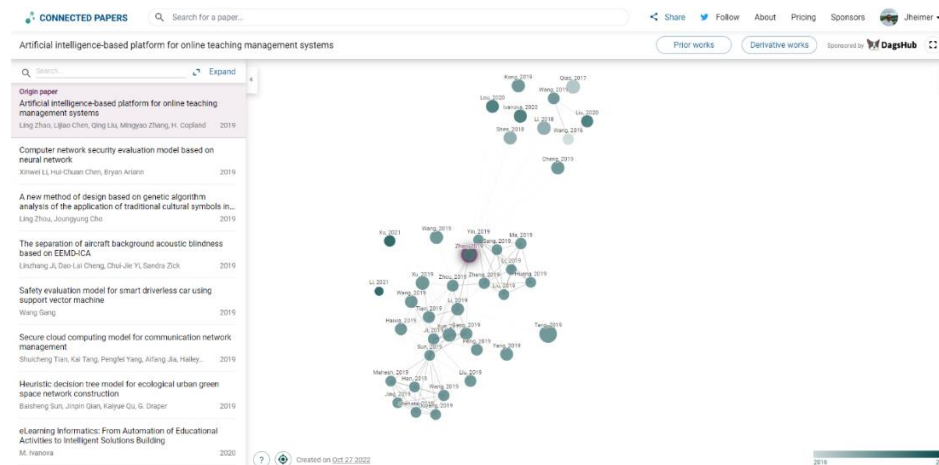 CONNECTED PAPERS
Search for a paper..
Share
Follow
About
Pricing
Sponsors
Jheimer
Artificial intelligence-based platform for online teaching management systems
Prior works
Derivative works
Sponsored by DagsHub
Search...
Expand
Origin paper
Artificial intelligence-based platform for online teaching
management systems
Ling Zhao, Lijiao Chen, Qing Liu, Mingyao Zhang, H. Copland 2019
Computer network security evaluation model based on
neural network
Xinwei Li, Hui-Chuan Chen, Bryan Ariann 2019
A new method of design based on genetic algorithm
analysis of the application of traditional cultural symbols in...
Ling Zhou, Joungyung Cho 2019
The separation of aircraft background acoustic blindness
based on EEMD-ICA
Linzhang Ji, Dao-Lai Cheng, Chui-Jie Yi, Sandra Zick 2019
Safety evaluation model for smart driverless car using
support vector machine
Wang Gang 2019
Secure cloud computing model for communication network
management
Shuicheng Tian, Kai Tang, Pengfei Yang, Aifang Jia, Hailey... 2019
Heuristic decision tree model for ecological urban green
space network construction
Baisheng Sun, Jinpin Qian, Kaiyue Qu, G. Draper 2019
eLearning Informatics: From Automation of Educational
Activities to Intelligent Solutions Building
M. Ivanova 2020
Qiao, 2017
Wang, 2019
Lou, 2020
Ivanova, 2020
Liu, 2020
Li, 2018
Wang, 2016
Shen, 2018
Cheng, 2019
Xu, 2021
Wang, 2019
Yin, 2019
Ma, 2019
Huang, 2019
Li, 2021
Xu, 2019
Zhou, 2019
Zheng, 2019
Liu, 2019
Wang, 2019
Li, 2019
Tian, 2019
Tang, 2019
Peng, 2019
Yang, 2018
Sun, 2019
Mahesh, 2019
Han, 2019
Liu, 2019
Wang, 2019
?
Created on Oct 27 2022
2016